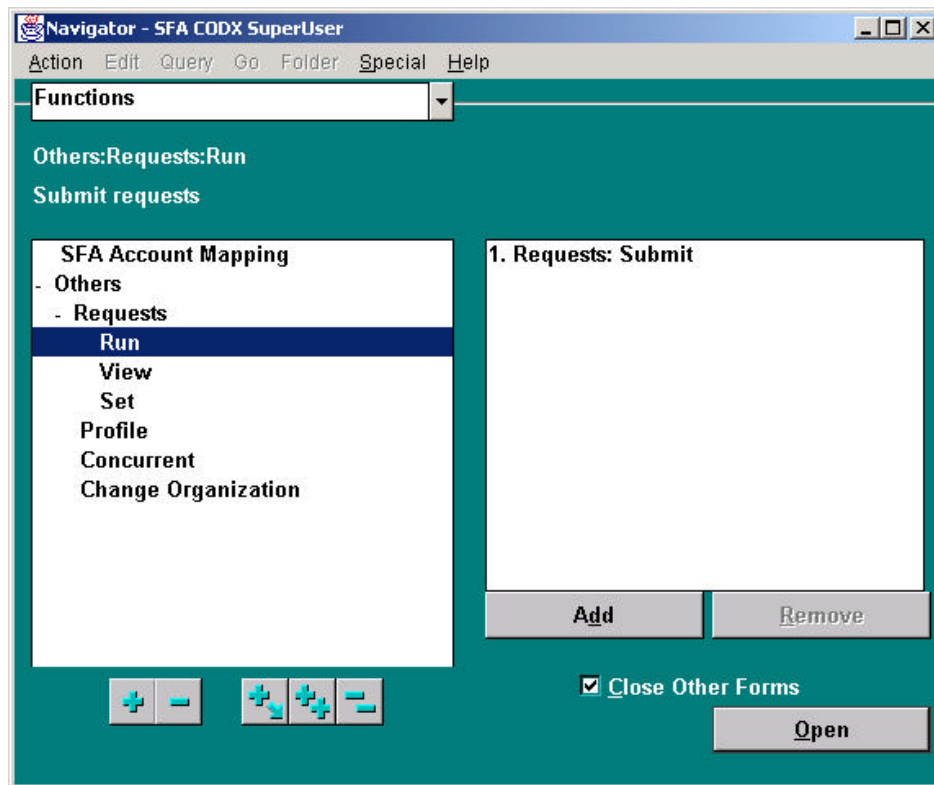 Navigator - SFA CODX SuperUser
Action Edit Query Go Folder Special Help
Functions
Others:Requests:Run
Submit requests
SFA Account Mapping
- Others
- Requests
Run
View
Set
Profile
Concurrent
Change Organization
1. Requests: Submit
Add
Remove
Close Other Forms
Open